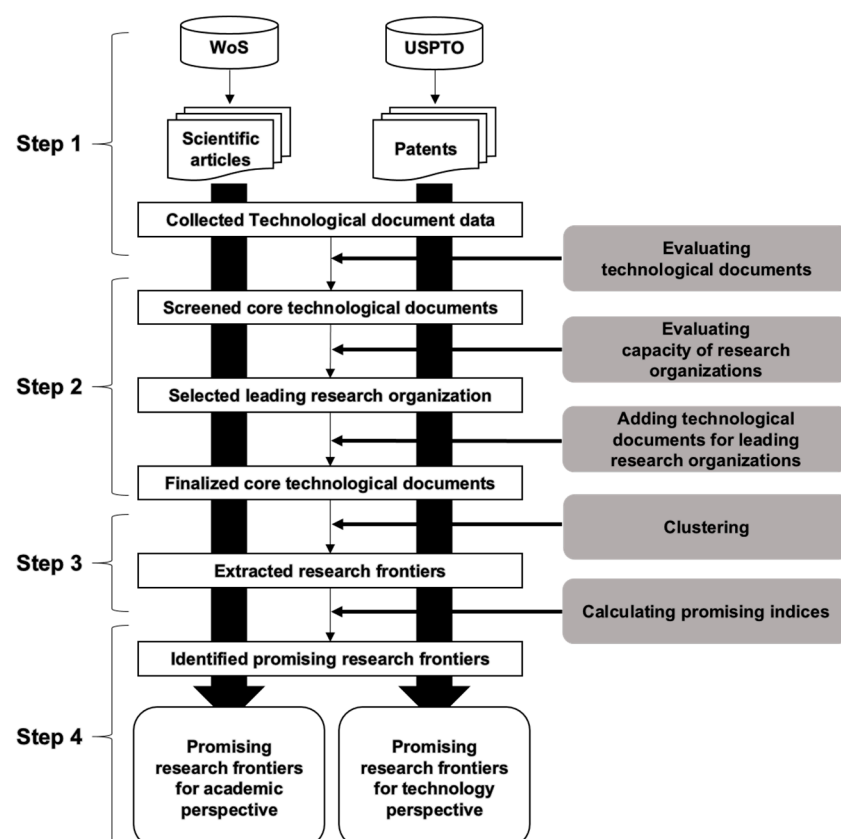 WoS
USPTO
Step 1
Scientific
articles
Patents
Collected Technological document data
Evaluating
technological documents
Step 2
Screened core technological documents
Evaluating
capacity of research
organizations
Selected leading research organization
Adding technological
documents for leading
research organizations
Finalized core technological documents
Step 3
Clustering
Extracted research frontiers
Calculating promising indices
Step 4
Identified promising research frontiers
Promising
research frontiers
for academic
perspective
Promising
research frontiers
for technology
perspective